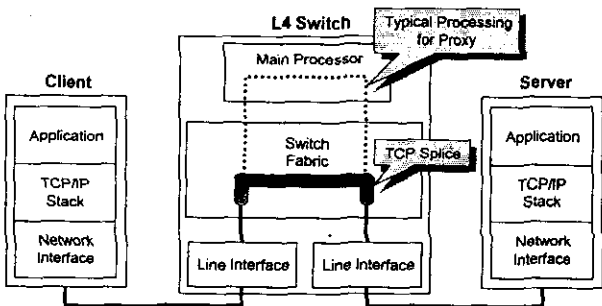 L4 Switch
Typical Processing
for Proxy
Main Processor
Client
Server
Application
Switch
Fabric
TCP Splice
Application
TCP/IP
Stack
TCP/IP
Stack
Network
Interface
Line Interface
Line Interface
Network
Interface